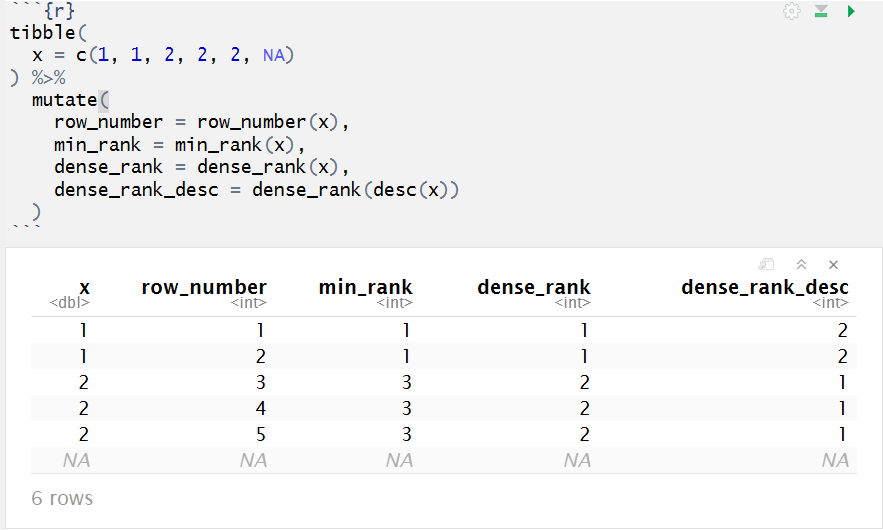 ```{r}
tibble(
  x = c(1, 1, 2, 2, 2, NA)
) %>%
  mutate(
    row_number = row_number(x),
    min_rank = min_rank(x),
    dense_rank = dense_rank(x),
    dense_rank_desc = dense_rank(desc(x))
  )
```
x row_number min_rank dense_rank dense_rank_desc
<dbl> <int> <int> <int> <int>
1 1 1 1 2
1 2 1 1 2
2 3 3 2 1
2 4 3 2 1
2 5 3 2 1
NA NA NA NA NA
6 rows